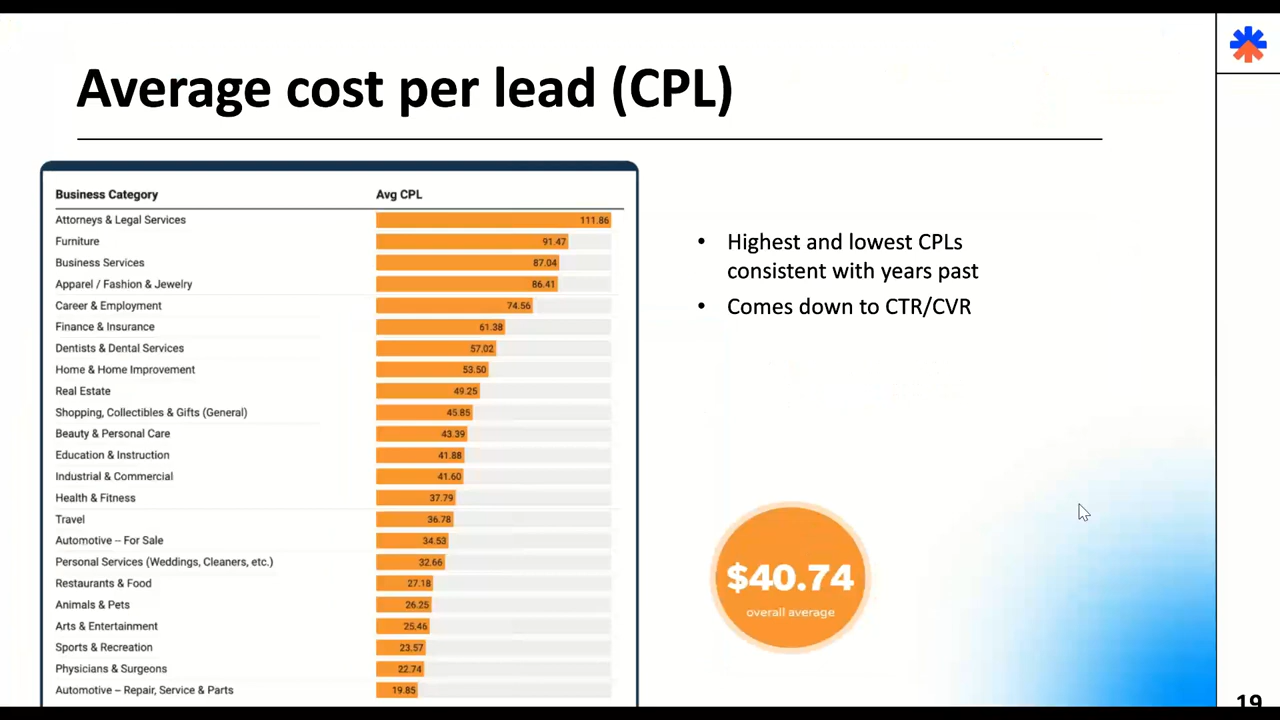 Average cost per lead (CPL)
Business Category Avg CPL
Attorneys & Legal Services 111.86
Furniture 91.47
Business Services 87.04
Apparel / Fashion & Jewelry 86.41
Career & Employment 74.56
Finance & Insurance 61.38
Dentists & Dental Services 57.02
Home & Home Improvement 53.50
Real Estate 49.25
Shopping, Collectibles & Gifts (General) 45.85
Beauty & Personal Care 43.39
Education & Instruction 41.88
Industrial & Commercial 41.60
Health & Fitness 37.79
Travel 36.78
Automotive – For Sale 34.53
Personal Services (Weddings, Cleaners, etc.) 32.66
Restaurants & Food 27.18
Animals & Pets 26.25
Arts & Entertainment 25.46
Sports & Recreation 23.57
Physicians & Surgeons 22.74
Automotive – Repair, Service & Parts 19.85
• Highest and lowest CPLs
consistent with years past
• Comes down to CTR/CVR
$40.74
overall average
19